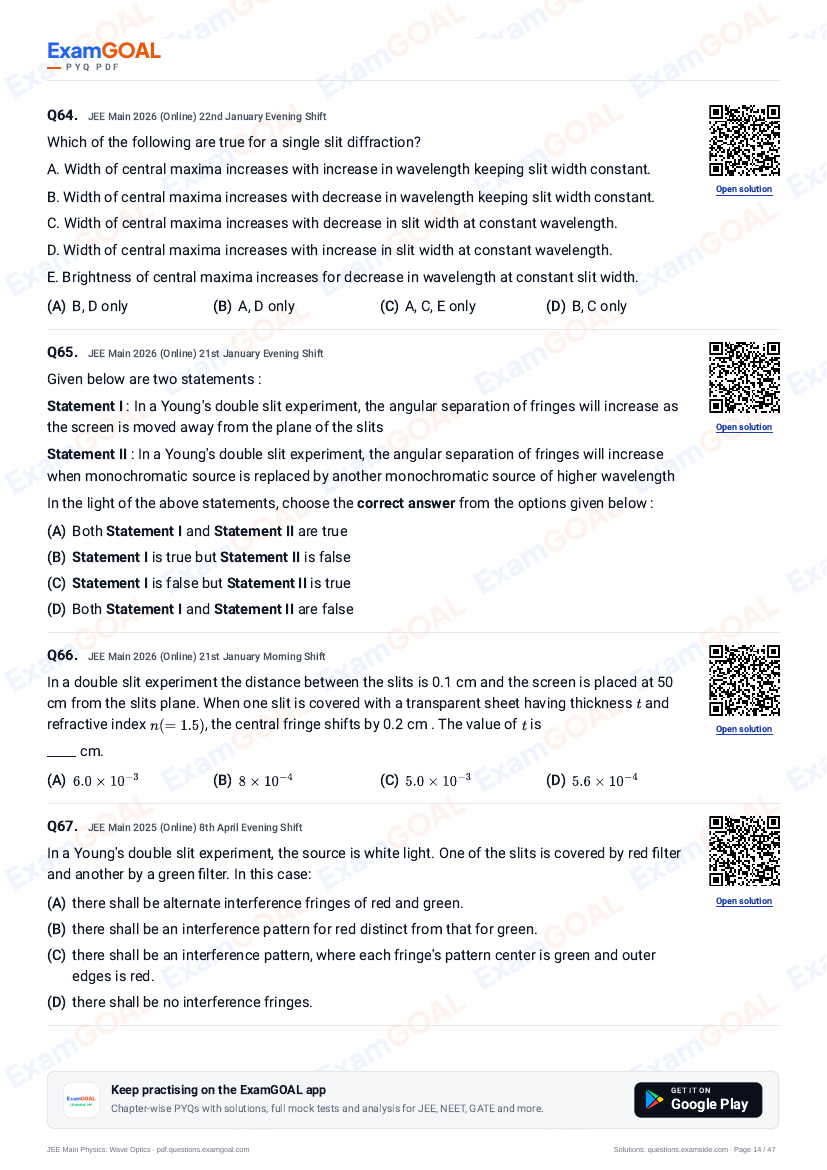 ExamGOAL
PYQ PDF
Q64. JEE Main 2026 (Online) 22nd January Evening Shift
Which of the following are true for a single slit diffraction?
A. Width of central maxima increases with increase in wavelength keeping slit width constant.
B. Width of central maxima increases with decrease in wavelength keeping slit width constant.
C. Width of central maxima increases with decrease in slit width at constant wavelength.
D. Width of central maxima increases with increase in slit width at constant wavelength.
E. Brightness of central maxima increases for decrease in wavelength at constant slit width.
(A) B, D only (B) A, D only (C) A, C, E only (D) B, C only
Open solution
Q65. JEE Main 2026 (Online) 21st January Evening Shift
Given below are two statements :
Statement I : In a Young's double slit experiment, the angular separation of fringes will increase as
the screen is moved away from the plane of the slits
Statement II : In a Young's double slit experiment, the angular separation of fringes will increase
when monochromatic source is replaced by another monochromatic source of higher wavelength
In the light of the above statements, choose the correct answer from the options given below :
(A) Both Statement I and Statement II are true
(B) Statement I is true but Statement II is false
(C) Statement I is false but Statement II is true
(D) Both Statement I and Statement II are false
Open solution
Q66. JEE Main 2026 (Online) 21st January Morning Shift
In a double slit experiment the distance between the slits is 0.1 cm and the screen is placed at 50
cm from the slits plane. When one slit is covered with a transparent sheet having thickness t and
refractive index n(= 1.5), the central fringe shifts by 0.2 cm . The value of t is
____ cm.
(A) 6.0 × 10⁻³ (B) 8 × 10⁻⁴ (C) 5.0 × 10⁻³ (D) 5.6 × 10⁻⁴
Open solution
Q67. JEE Main 2025 (Online) 8th April Evening Shift
In a Young's double slit experiment, the source is white light. One of the slits is covered by red filter
and another by a green filter. In this case:
(A) there shall be alternate interference fringes of red and green.
(B) there shall be an interference pattern for red distinct from that for green.
(C) there shall be an interference pattern, where each fringe's pattern center is green and outer
edges is red.
(D) there shall be no interference fringes.
Open solution
Keep practising on the ExamGOAL app
Chapter-wise PYQs with solutions, full mock tests and analysis for JEE, NEET, GATE and more.
GET IT ON
Google Play
JEE Main Physics: Wave Optics · pdf.questions.examgoal.com
Solutions: questions.examside.com · Page 14 / 47